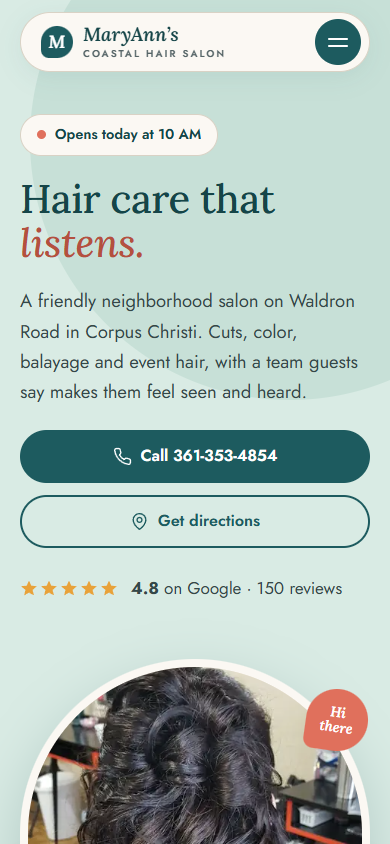 M
MaryAnn's
COASTAL HAIR SALON
Opens today at 10 AM
Hair care that
listens.
A friendly neighborhood salon on Waldron
Road in Corpus Christi. Cuts, color,
balayage and event hair, with a team guests
say makes them feel seen and heard.
Call 361-353-4854
Get directions
4.8 on Google · 150 reviews
Hi
there